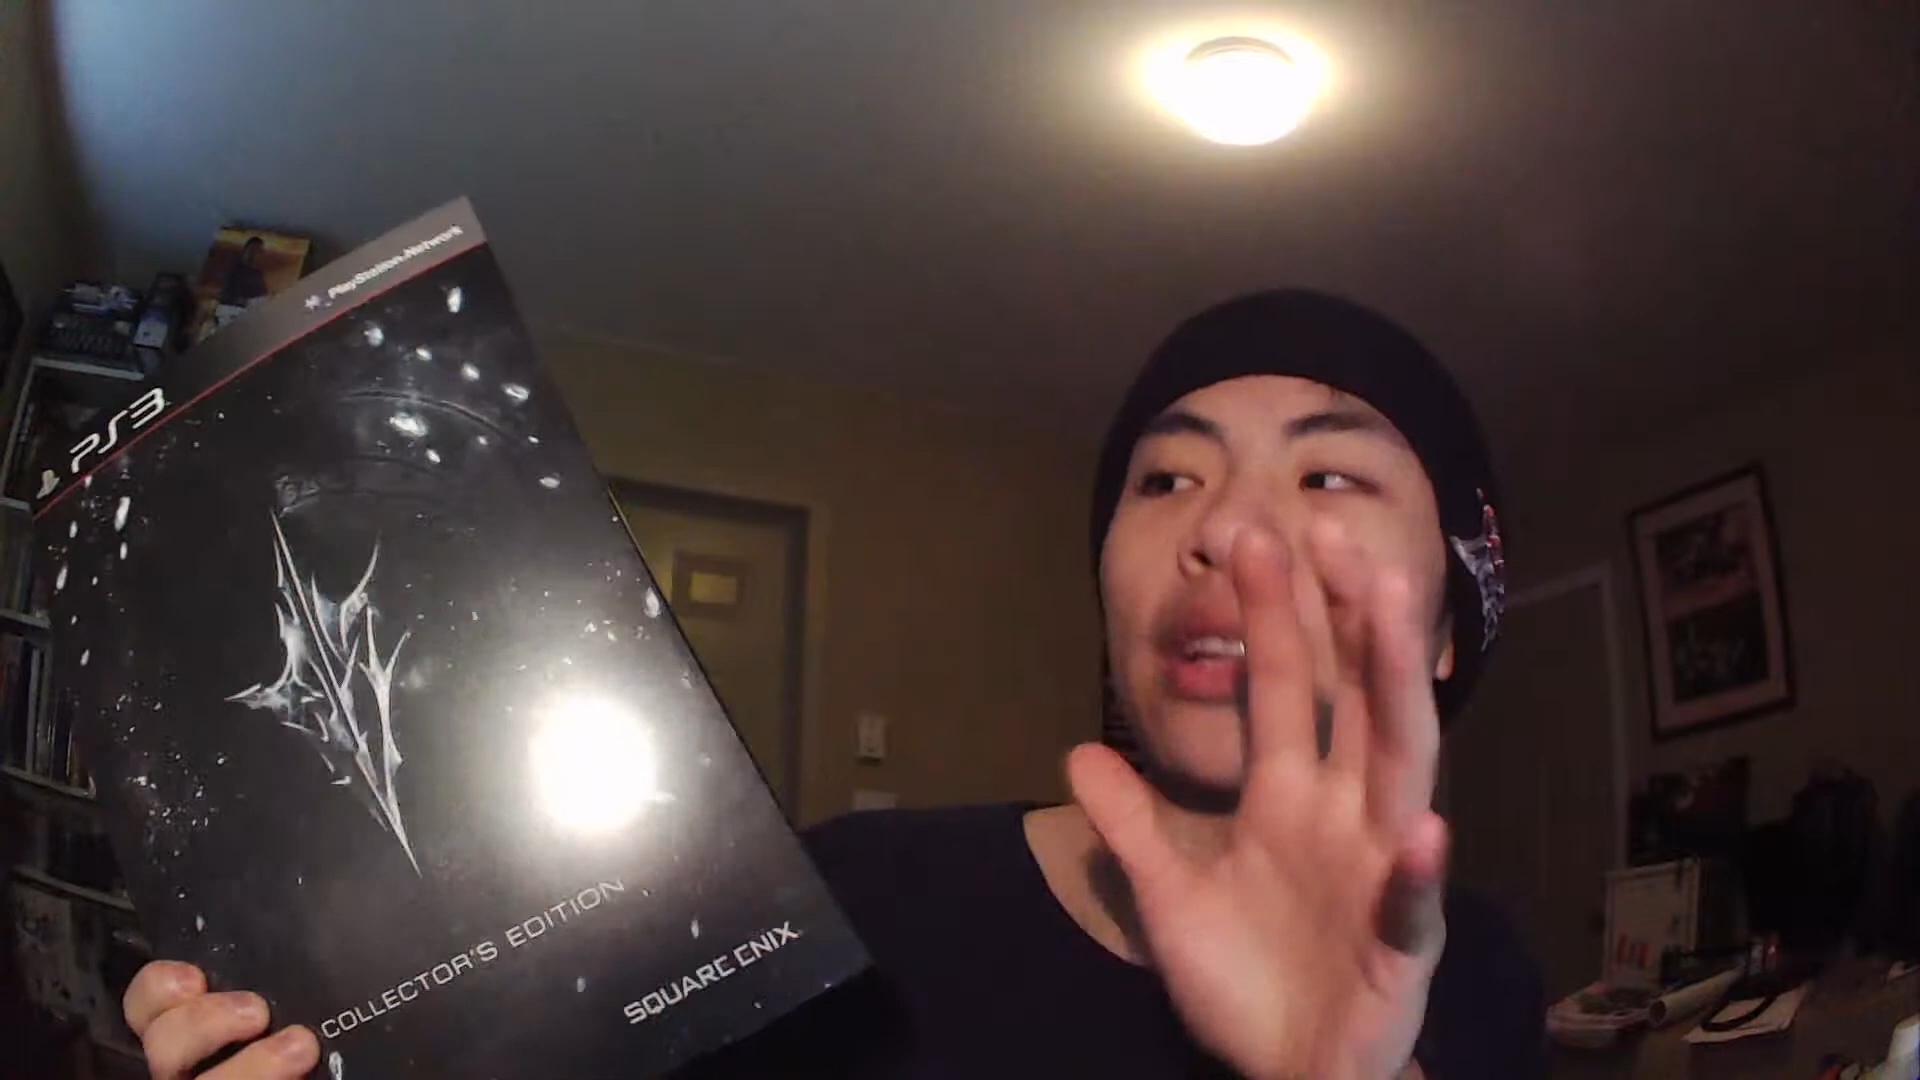 PlayStation Network
PS3
COLLECTOR'S EDITION
SQUARE ENIX